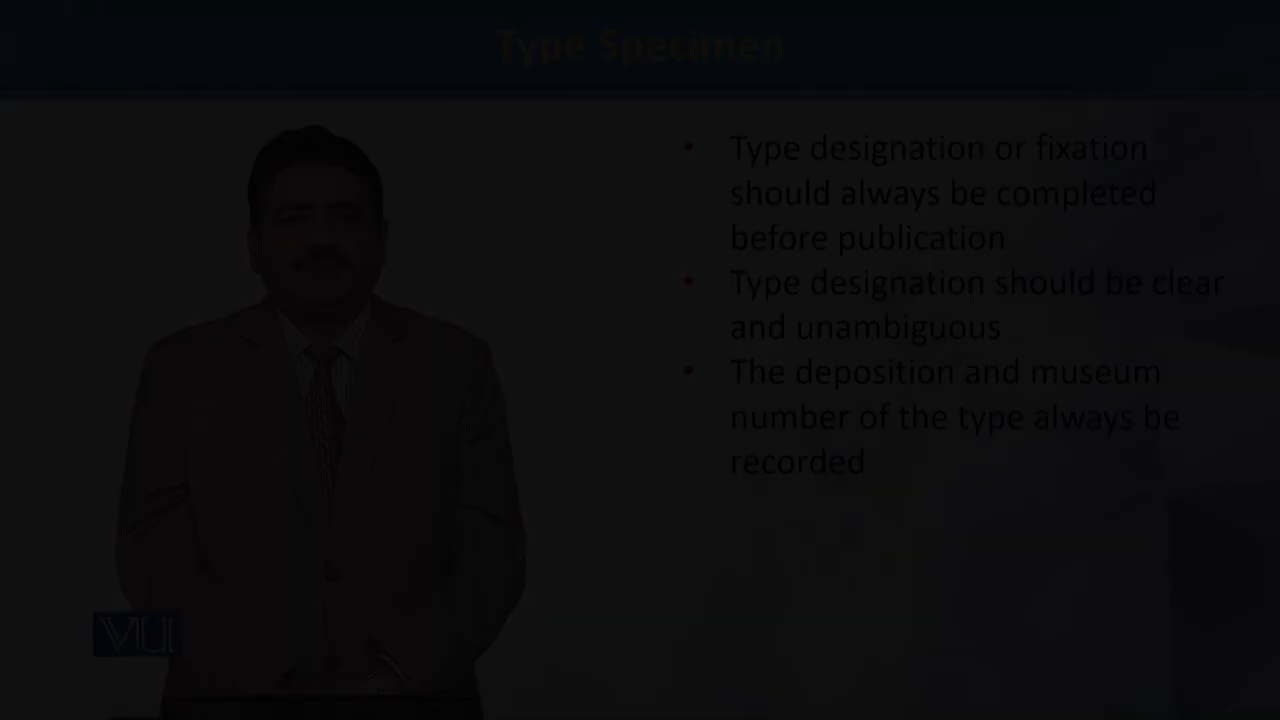 Type Specimen
• Type designation or fixation
should always be completed
before publication
• Type designation should be clear
and unambiguous
• The deposition and museum
number of the type always be
recorded
VU